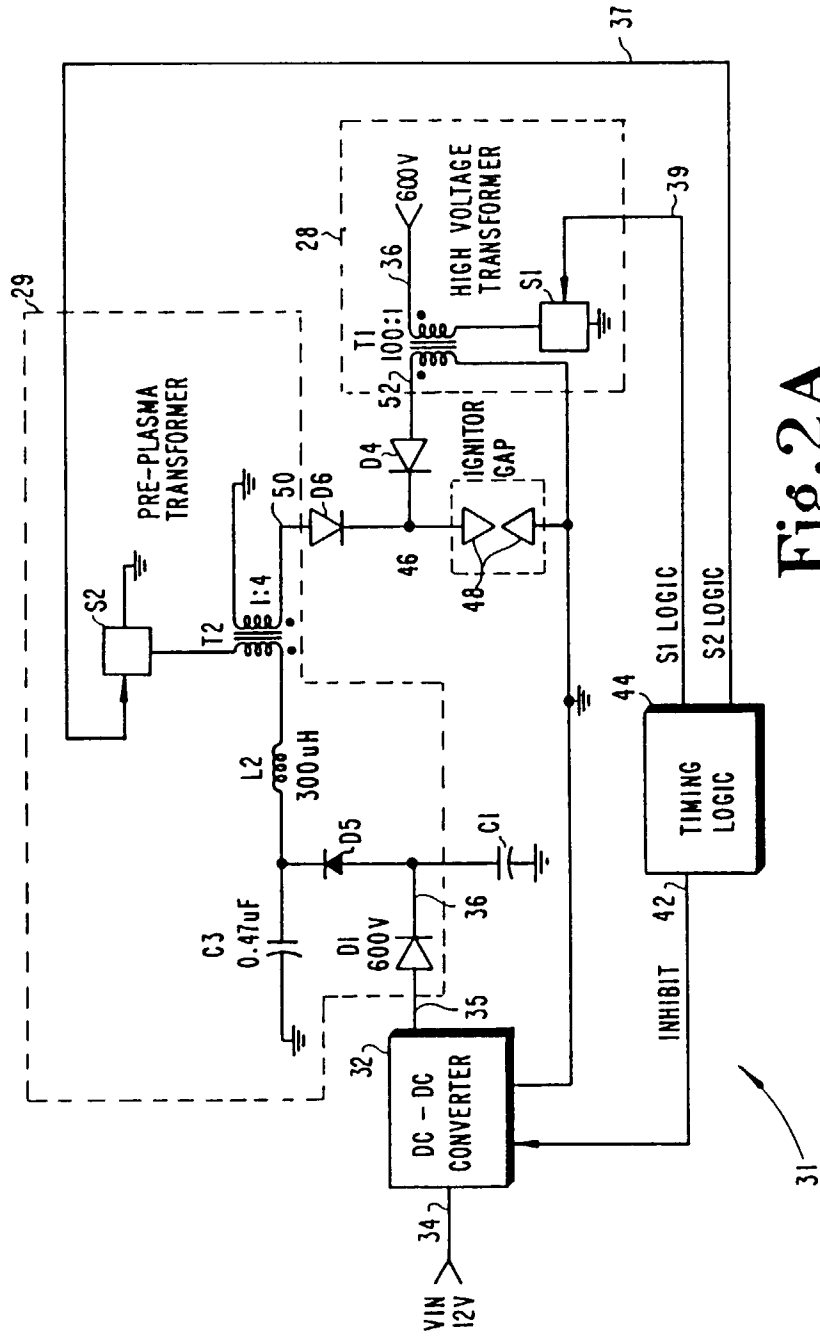 29
S2
PRE-PLASMA
TRANSFORMER
T2
1:4
50
D6
L2
300uH
C3
0.47uF
D5
C1
36
D1
600V
35
32
DC - DC
CONVERTER
34
VIN
12V
46
D4
52
T1
100:1
36
600V
28
HIGH VOLTAGE
TRANSFORMER
S1
IGNITOR
GAP
48
37
39
S1 LOGIC
S2 LOGIC
44
TIMING
LOGIC
42
INHIBIT
31
Fig.2A